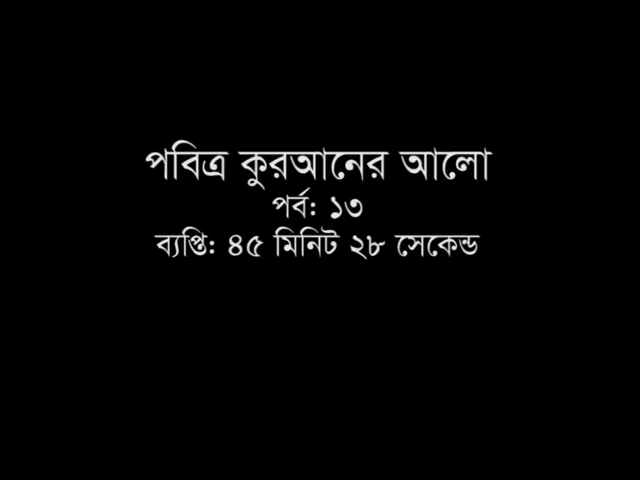 পবিত্র কুরআনের আলো
পর্ব: ১৩
ব্যপ্তি: ৪৫ মিনিট ২৮ সেকেন্ড